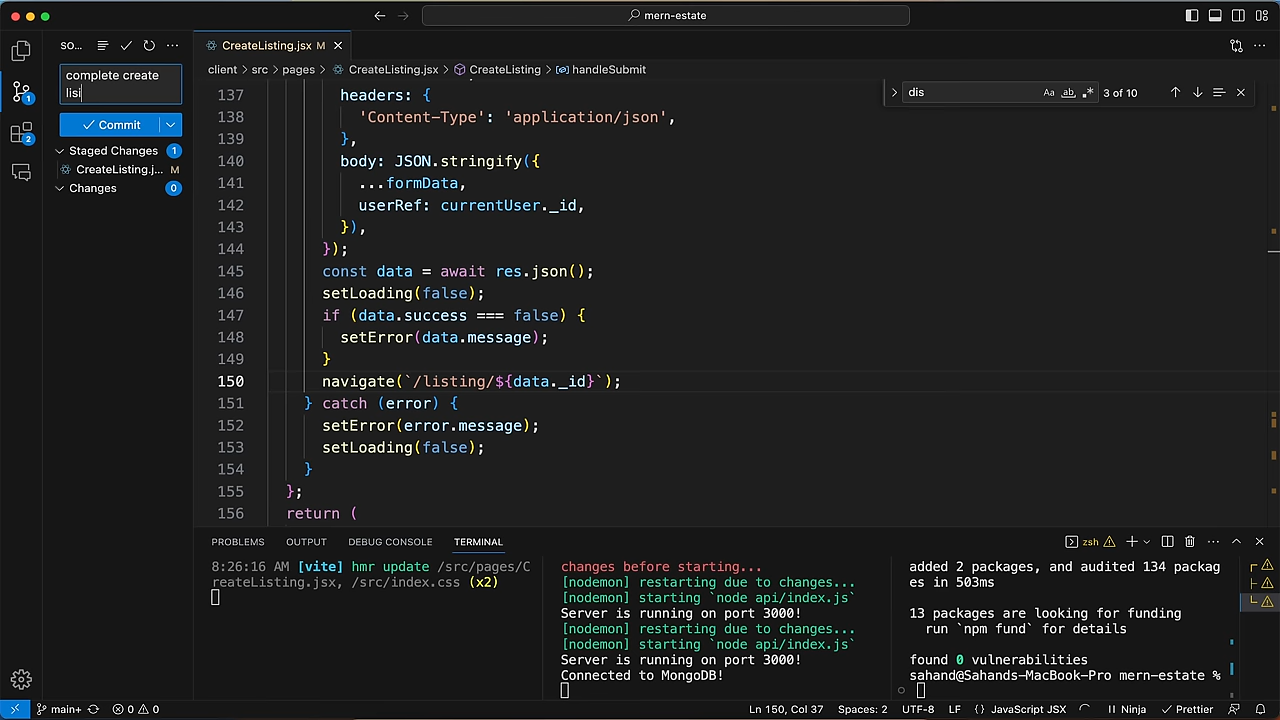 mern-estate
SO...
complete create
lisi
Commit
Staged Changes 1
CreateListing.j... M
Changes 0
1
2
CreateListing.jsx M
client > src > pages > CreateListing.jsx > CreateListing > handleSubmit
dis
Aa ab .* 3 of 10
137 headers: {
138 'Content-Type': 'application/json',
139 },
140 body: JSON.stringify({
141 ...formData,
142 userRef: currentUser._id,
143 }),
144 });
145 const data = await res.json();
146 setLoading(false);
147 if (data.success === false) {
148 setError(data.message);
149 }
150 navigate(`/listing/${data._id}`);
151 } catch (error) {
152 setError(error.message);
153 setLoading(false);
154 }
155 };
156 return (
PROBLEMS OUTPUT DEBUG CONSOLE TERMINAL
zsh
8:26:16 AM [vite] hmr update /src/pages/C
reateListing.jsx, /src/index.css (x2)
changes before starting...
[nodemon] restarting due to changes...
[nodemon] starting `node api/index.js`
Server is running on port 3000!
[nodemon] restarting due to changes...
[nodemon] starting `node api/index.js`
Server is running on port 3000!
Connected to MongoDB!
added 2 packages, and audited 134 packag
es in 503ms
13 packages are looking for funding
run `npm fund` for details
found 0 vulnerabilities
sahand@Sahands-MacBook-Pro mern-estate %
main+ 0 0
Ln 150, Col 37 Spaces: 2 UTF-8 LF {} JavaScript JSX Ninja Prettier